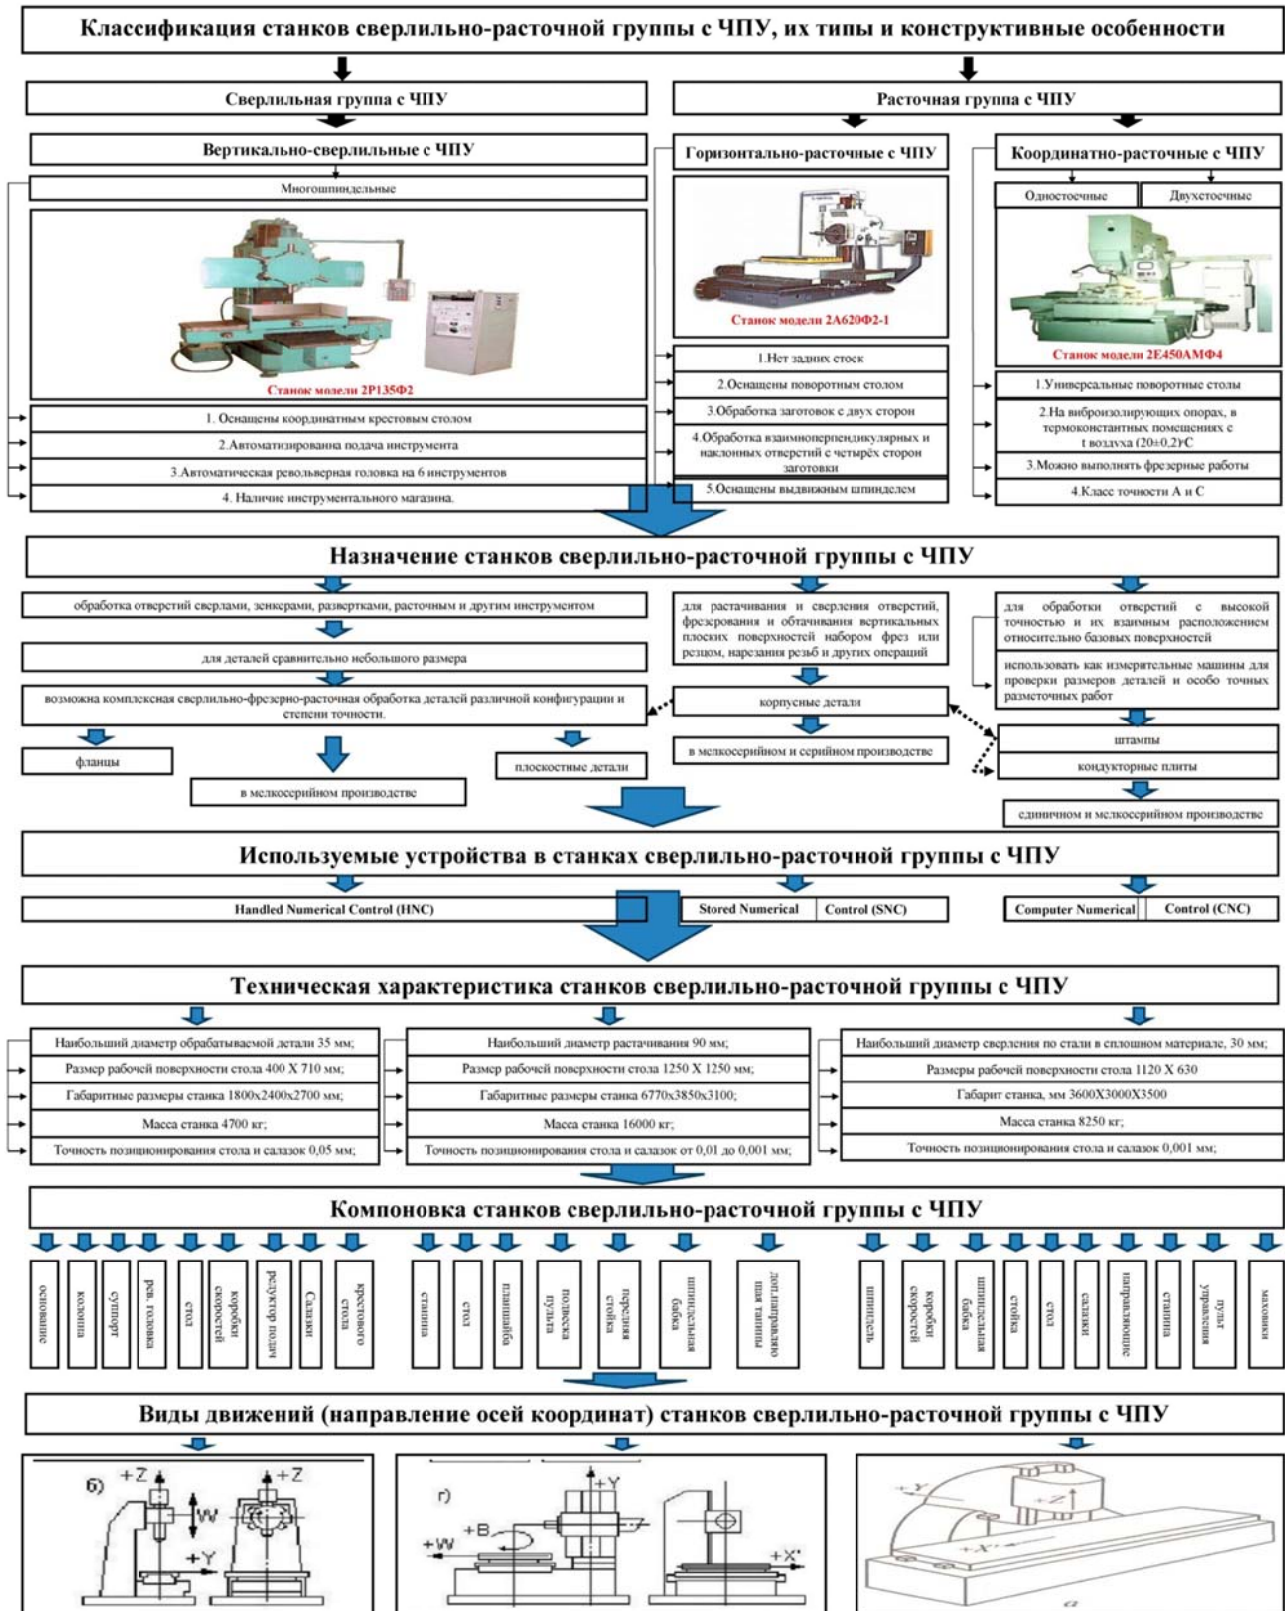 Классификация станков сверлильно-расточной группы с ЧПУ, их типы и конструктивные особенности
Сверлильная группа с ЧПУ
Расточная группа с ЧПУ
Вертикально-сверлильные с ЧПУ
Горизонтально-расточные с ЧПУ
Координатно-расточные с ЧПУ
Многошпиндельные
Одностоечные
Двухстоечные
Станок модели 2Р135Ф2
Станок модели 2А620Ф2-1
Станок модели 2Е450АМФ4
1. Оснащены координатным крестовым столом
2.Автоматизированна подача инструмента
3.Автоматическая револьверная головка на 6 инструментов
4. Наличие инструментального магазина.
1.Нет задних стоек
2.Оснащены поворотным столом
3.Обработка заготовок с двух сторон
4.Обработка взаимноперпендикулярных и
наклонных отверстий с четырёх сторон
заготовки
5.Оснащены выдвижным шпинделем
1.Универсальные поворотные столы
2.На виброизолирующих опорах, в
термоконстантных помещениях с
t воздуха (20±0,2)°С
3.Можно выполнять фрезерные работы
4.Класс точности А и С
Назначение станков сверлильно-расточной группы с ЧПУ
обработка отверстий сверлами, зенкерами, развертками, расточным и другим инструментом
для деталей сравнительно небольшого размера
возможна комплексная сверлильно-фрезерно-расточная обработка деталей различной конфигурации и
степени точности.
фланцы
в мелкосерийном производстве
плоскостные детали
для растачивания и сверления отверстий,
фрезерования и обтачивания вертикальных
плоских поверхностей набором фрез или
резцом, нарезания резьб и других операций
корпусные детали
в мелкосерийном и серийном производстве
для обработки отверстий с высокой
точностью и их взаимным расположением
относительно базовых поверхностей
использовать как измерительные машины для
проверки размеров деталей и особо точных
разметочных работ
штампы
кондукторные плиты
единичном и мелкосерийном производстве
Используемые устройства в станках сверлильно-расточной группы с ЧПУ
Handled Numerical Control (HNC)
Stored Numerical Control (SNC)
Computer Numerical Control (CNC)
Техническая характеристика станков сверлильно-расточной группы с ЧПУ
Наибольший диаметр обрабатываемой детали 35 мм;
Размер рабочей поверхности стола 400 Х 710 мм;
Габаритные размеры станка 1800х2400х2700 мм;
Масса станка 4700 кг;
Точность позиционирования стола и салазок 0,05 мм;
Наибольший диаметр растачивания 90 мм;
Размер рабочей поверхности стола 1250 Х 1250 мм;
Габаритные размеры станка 6770х3850х3100;
Масса станка 16000 кг;
Точность позиционирования стола и салазок от 0,01 до 0,001 мм;
Наибольший диаметр сверления по стали в сплошном материале, 30 мм;
Размеры рабочей поверхности стола 1120 Х 630
Габарит станка, мм 3600Х3000Х3500
Масса станка 8250 кг;
Точность позиционирования стола и салазок 0,001 мм;
Компоновка станков сверлильно-расточной группы с ЧПУ
основание
колонна
суппорт
рев. головка
стол
коробки
скоростей
редуктор подач
Салазки
крестового
стола
станина
стол
планшайба
подвеска
пульта
передняя
стойка
шпиндельная
бабка
доп.направляю
шая танины
шпиндель
коробки
скоростей
шпиндельная
бабка
стойка
стол
салазки
направляющие
станина
пульт
управления
маховики
Виды движений (направление осей координат) станков сверлильно-расточной группы с ЧПУ
б)
+Z
+Z
W
+Y
г)
+Y
+B
+W
+X'
+Y
+Z
+X'
а